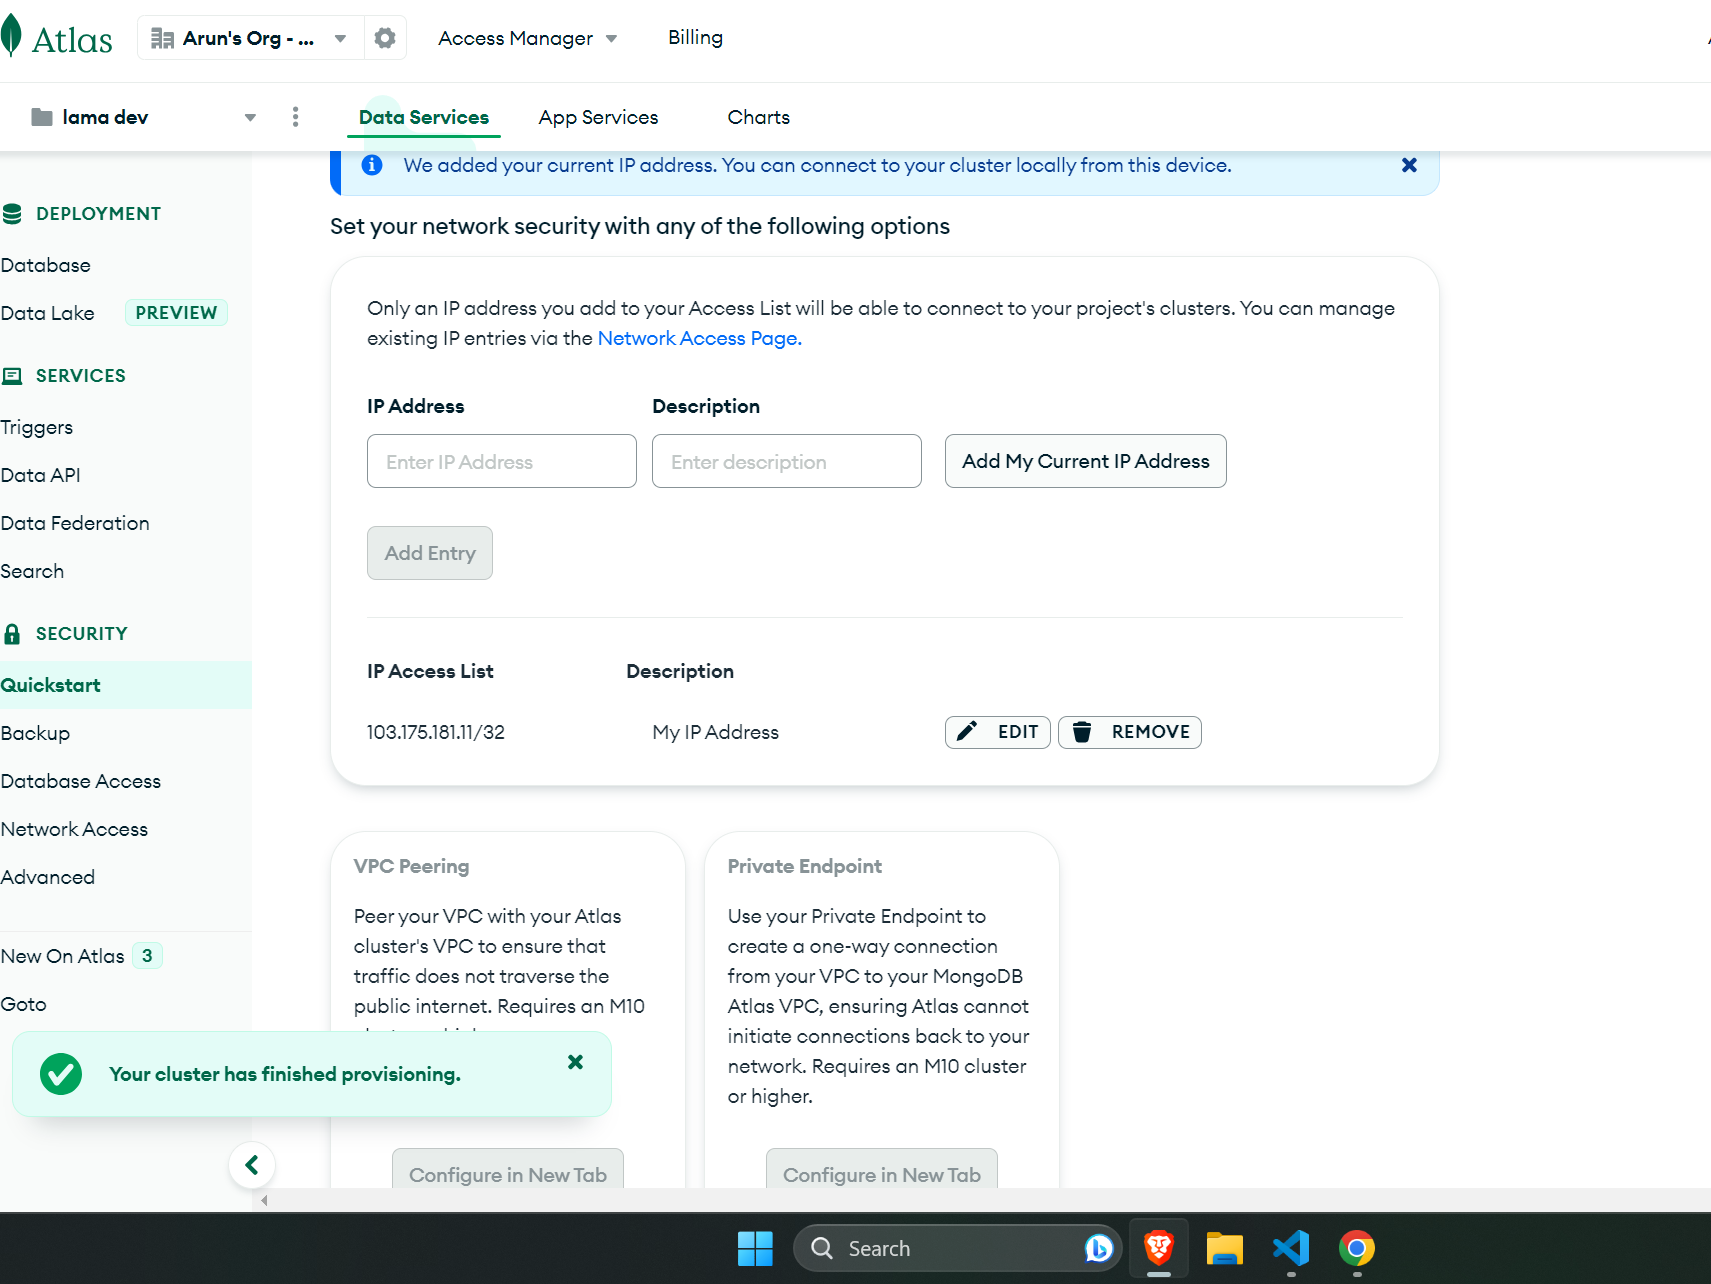 Atlas
Arun's Org - ...
Access Manager
Billing
lama dev
Data Services
App Services
Charts
We added your current IP address. You can connect to your cluster locally from this device.
DEPLOYMENT
Database
Data Lake
PREVIEW
SERVICES
Triggers
Data API
Data Federation
Search
SECURITY
Quickstart
Backup
Database Access
Network Access
Advanced
New On Atlas
3
Goto
Set your network security with any of the following options
Only an IP address you add to your Access List will be able to connect to your project's clusters. You can manage
existing IP entries via the Network Access Page.
IP Address
Description
Enter IP Address
Enter description
Add My Current IP Address
Add Entry
IP Access List
Description
103.175.181.11/32
My IP Address
EDIT
REMOVE
VPC Peering
Peer your VPC with your Atlas
cluster's VPC to ensure that
traffic does not traverse the
public internet. Requires an M10
Configure in New Tab
Private Endpoint
Use your Private Endpoint to
create a one-way connection
from your VPC to your MongoDB
Atlas VPC, ensuring Atlas cannot
initiate connections back to your
network. Requires an M10 cluster
or higher.
Configure in New Tab
Your cluster has finished provisioning.
Search